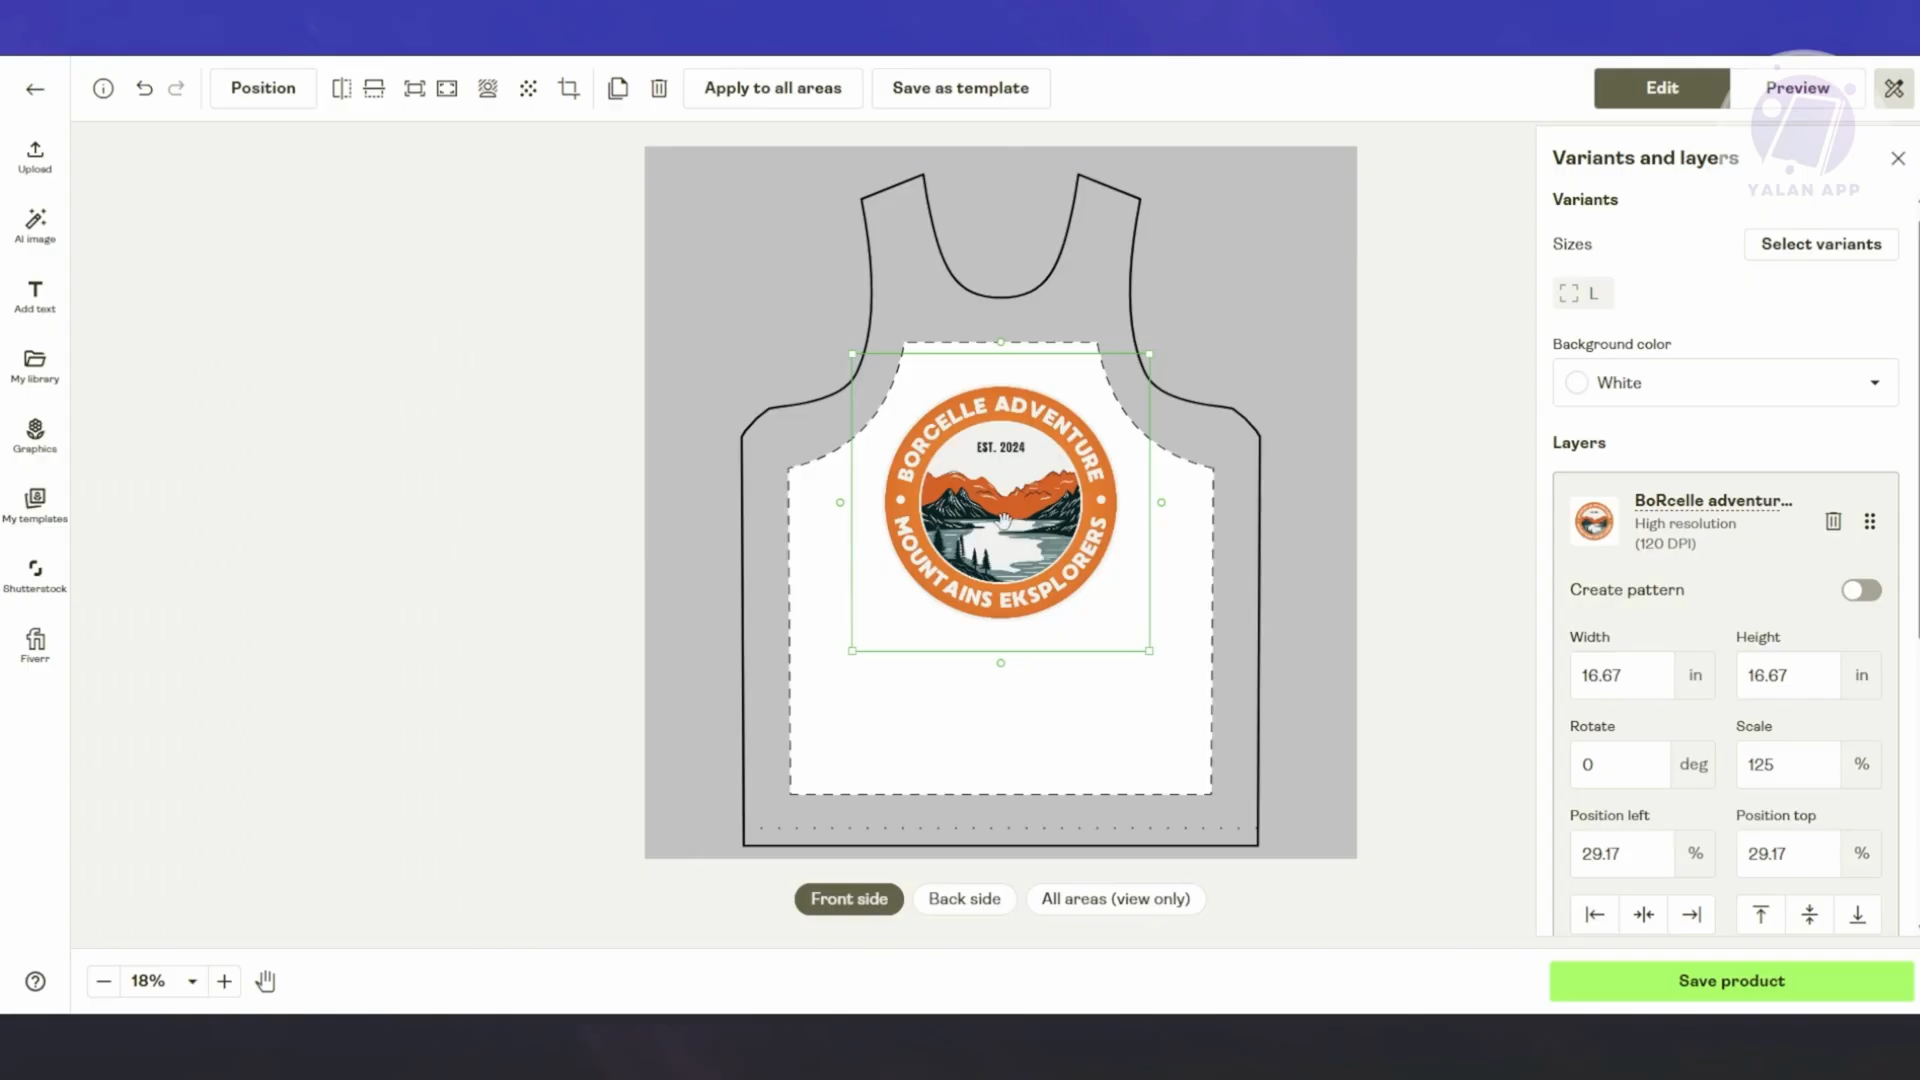 Position
Apply to all areas
Save as template
Edit
Preview
Upload
AI image
Add text
My library
Graphics
My templates
Shutterstock
Fiverr
BORCELLE ADVENTURE
EST. 2024
MOUNTAINS EKSPLORERS
Front side
Back side
All areas (view only)
18%
Variants and layers
YALAN APP
Variants
Sizes
Select variants
L
Background color
White
Layers
BoRcelle adventur...
High resolution
(120 DPI)
Create pattern
Width
Height
16.67 in
16.67 in
Rotate
Scale
0 deg
125 %
Position left
Position top
29.17 %
29.17 %
Save product